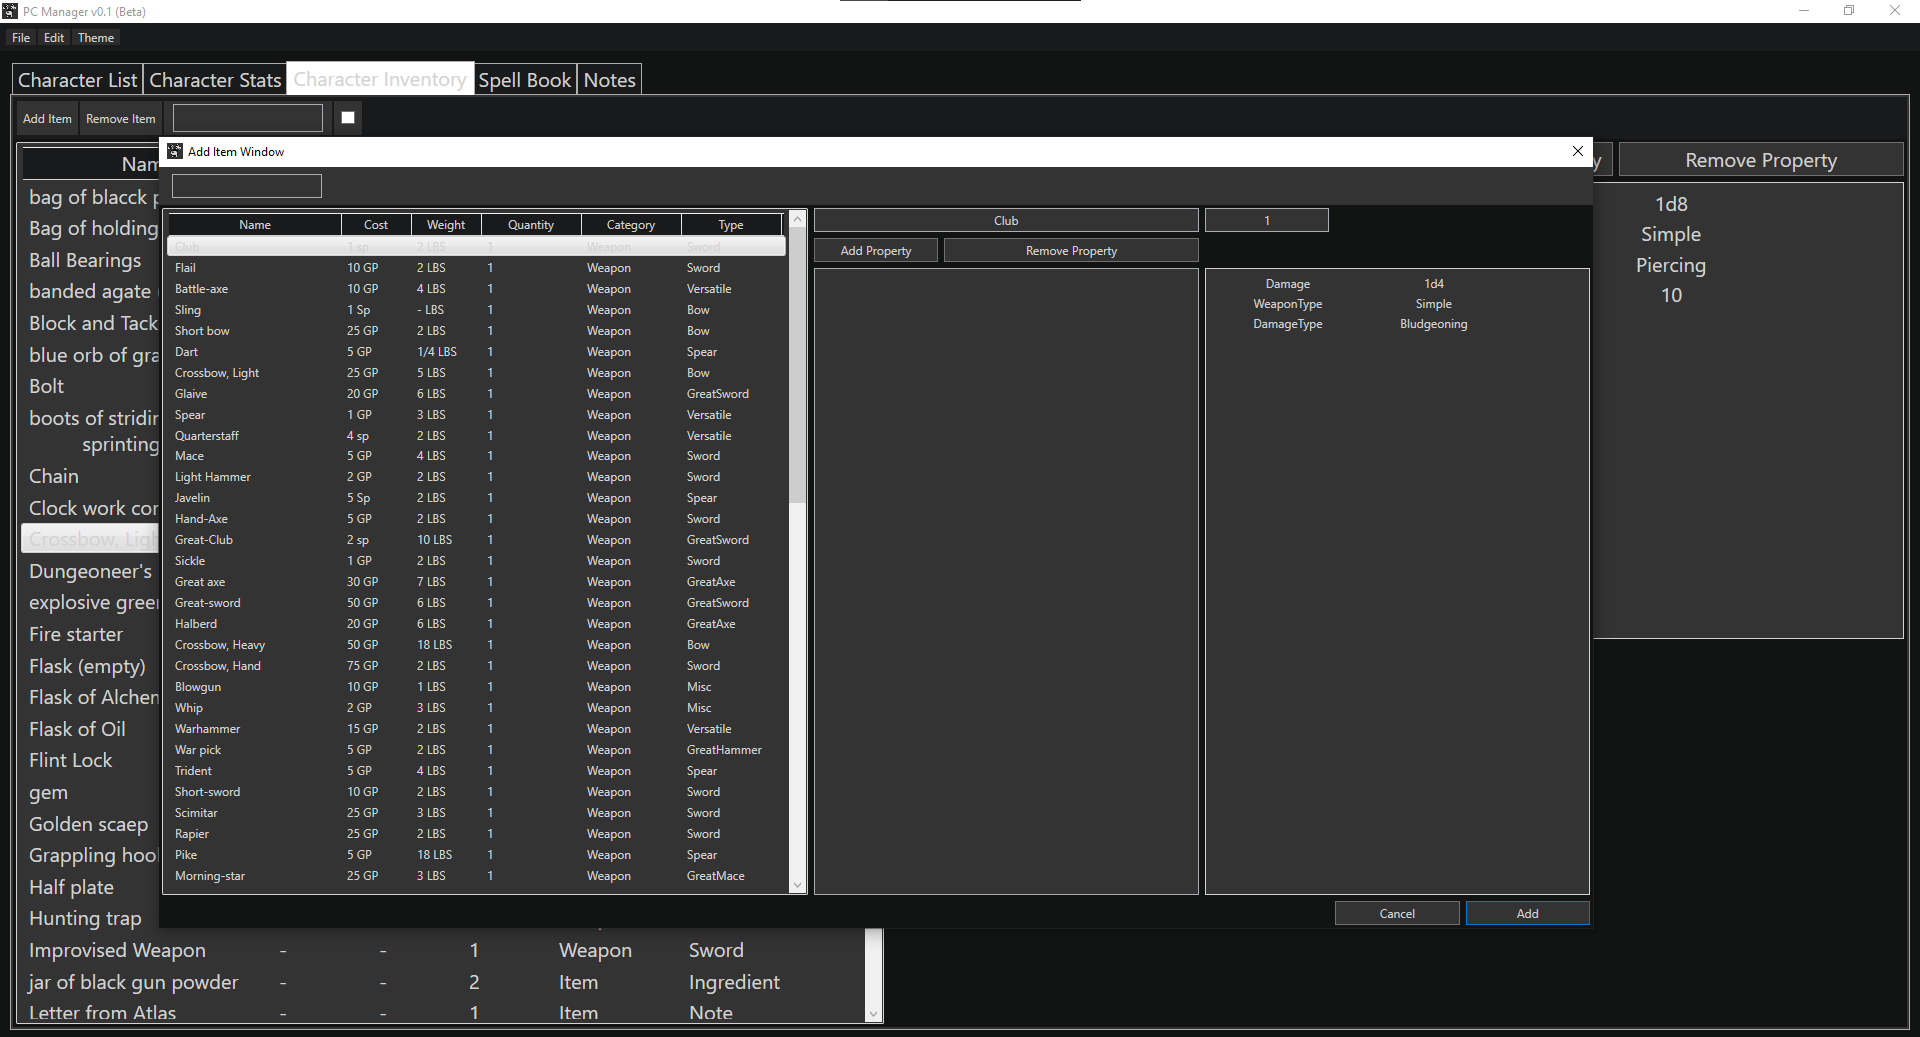 PC Manager v0.1 (Beta)
File Edit Theme
Character List Character Stats Character Inventory Spell Book Notes
Add Item Remove Item
Add Item Window
Remove Property
Name Cost Weight Quantity Category Type
Club 1 sp 2 LBS 1 Weapon Sword
Flail 10 GP 2 LBS 1 Weapon Sword
Battle-axe 10 GP 4 LBS 1 Weapon Versatile
Sling 1 Sp - LBS 1 Weapon Bow
Short bow 25 GP 2 LBS 1 Weapon Bow
Dart 5 GP 1/4 LBS 1 Weapon Spear
Crossbow, Light 25 GP 5 LBS 1 Weapon Bow
Glaive 20 GP 6 LBS 1 Weapon GreatSword
Spear 1 GP 3 LBS 1 Weapon Versatile
Quarterstaff 4 sp 2 LBS 1 Weapon Versatile
Mace 5 GP 4 LBS 1 Weapon Sword
Light Hammer 2 GP 2 LBS 1 Weapon Sword
Javelin 5 Sp 2 LBS 1 Weapon Spear
Hand-Axe 5 GP 2 LBS 1 Weapon Sword
Great-Club 2 sp 10 LBS 1 Weapon GreatSword
Sickle 1 GP 2 LBS 1 Weapon Sword
Great axe 30 GP 7 LBS 1 Weapon GreatAxe
Great-sword 50 GP 6 LBS 1 Weapon GreatSword
Halberd 20 GP 6 LBS 1 Weapon GreatAxe
Crossbow, Heavy 50 GP 18 LBS 1 Weapon Bow
Crossbow, Hand 75 GP 2 LBS 1 Weapon Sword
Blowgun 10 GP 1 LBS 1 Weapon Misc
Whip 2 GP 3 LBS 1 Weapon Misc
Warhammer 15 GP 2 LBS 1 Weapon Versatile
War pick 5 GP 2 LBS 1 Weapon GreatHammer
Trident 5 GP 4 LBS 1 Weapon Spear
Short-sword 10 GP 2 LBS 1 Weapon Sword
Scimitar 25 GP 3 LBS 1 Weapon Sword
Rapier 25 GP 2 LBS 1 Weapon Sword
Pike 5 GP 18 LBS 1 Weapon Spear
Morning-star 25 GP 3 LBS 1 Weapon GreatMace
Club 1
Add Property Remove Property
Damage 1d4
WeaponType Simple
DamageType Bludgeoning
Cancel Add
1d8
Simple
Piercing
10
Nam
bag of blacck p
Bag of holding
Ball Bearings
banded agate
Block and Tack
blue orb of gra
Bolt
boots of stridin
sprinting
Chain
Clock work cor
Crossbow, Ligh
Dungeoneer's
explosive greer
Fire starter
Flask (empty)
Flask of Alchem
Flask of Oil
Flint Lock
gem
Golden scaep
Grappling hool
Half plate
Hunting trap
Improvised Weapon - - 1 Weapon Sword
jar of black gun powder - - 2 Item Ingredient
Letter from Atlas - - 1 Item Note